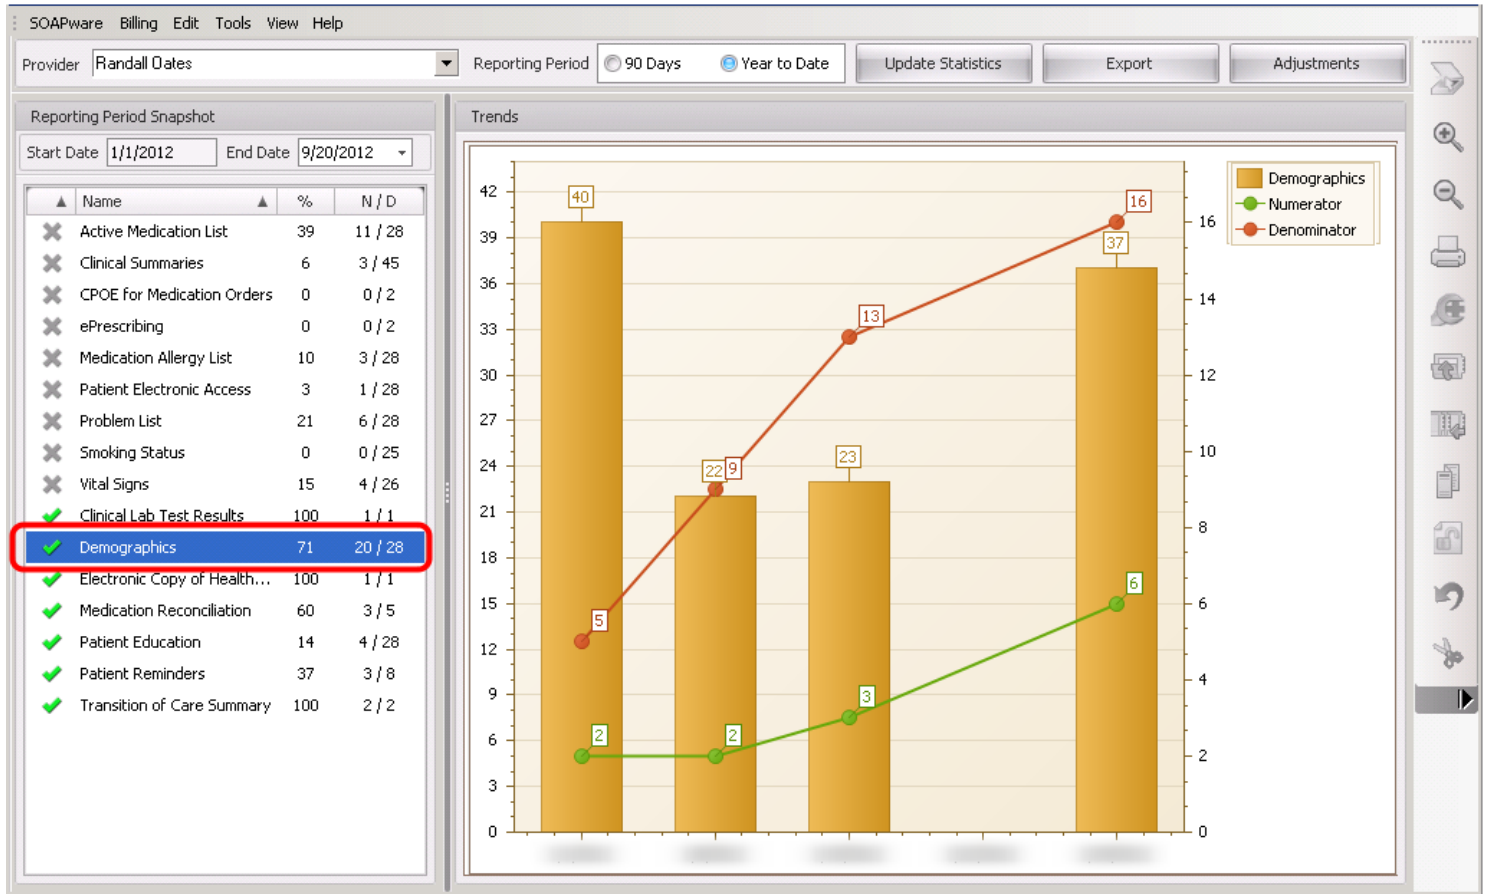 SOAPware Billing Edit Tools View Help
Provider Randall Oates Reporting Period 90 Days Year to Date Update Statistics Export Adjustments
Reporting Period Snapshot
Start Date 1/1/2012 End Date 9/20/2012
Name % N / D
Active Medication List 39 11 / 28
Clinical Summaries 6 3 / 45
CPOE for Medication Orders 0 0 / 2
ePrescribing 0 0 / 2
Medication Allergy List 10 3 / 28
Patient Electronic Access 3 1 / 28
Problem List 21 6 / 28
Smoking Status 0 0 / 25
Vital Signs 15 4 / 26
Clinical Lab Test Results 100 1 / 1
Demographics 71 20 / 28
Electronic Copy of Health... 100 1 / 1
Medication Reconciliation 60 3 / 5
Patient Education 14 4 / 28
Patient Reminders 37 3 / 8
Transition of Care Summary 100 2 / 2
Trends
42
39
36
33
30
27
24
21
18
15
12
9
6
3
0
40
22
23
37
5
9
13
16
2
2
3
6
16
14
12
10
8
6
4
2
0
Demographics
Numerator
Denominator